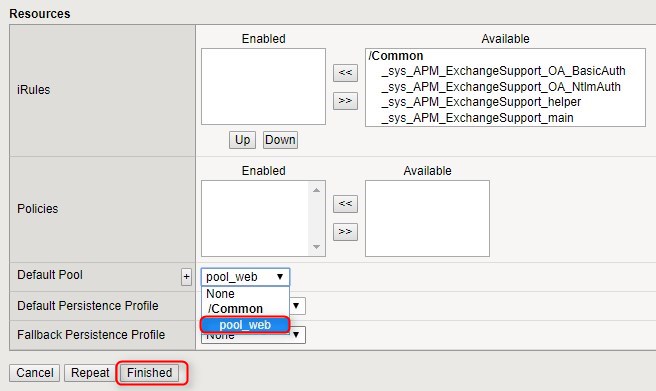 Resources
Enabled
Available
iRules
<<
>>
/Common
_sys_APM_ExchangeSupport_OA_BasicAuth
_sys_APM_ExchangeSupport_OA_NtlmAuth
_sys_APM_ExchangeSupport_helper
_sys_APM_ExchangeSupport_main
Up Down
Enabled
Available
Policies
<<
>>
Default Pool + pool_web
None
/Common
pool_web
Default Persistence Profile
Fallback Persistence Profile
Cancel Repeat Finished